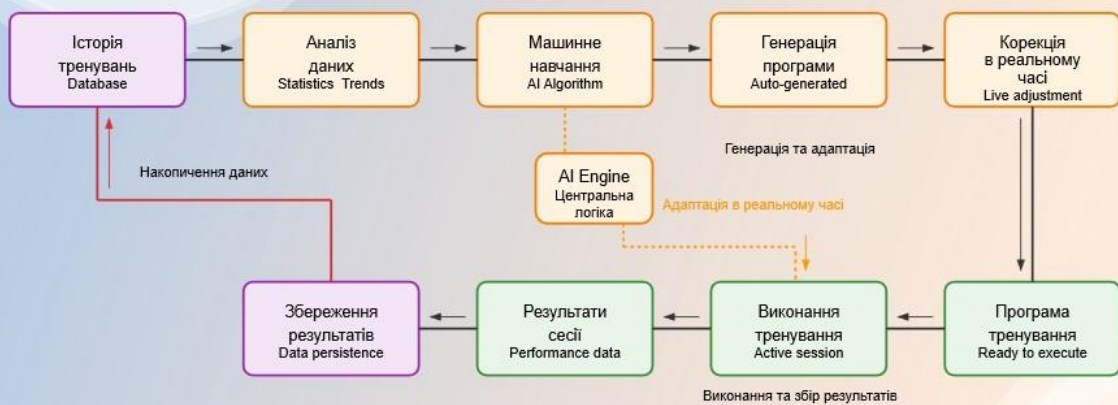 Історія
тренувань
Database
Аналіз
даних
Statistics Trends
Машинне
навчання
AI Algorithm
Генерація
програми
Auto-generated
Корекція
в реальному
часі
Live adjustment
Накопичення даних
AI Engine
Центральна
логіка
Генерація та адаптація
Адаптація в реальному часі
Збереження
результатів
Data persistence
Результати
сесії
Performance data
Виконання
тренування
Active session
Програма
тренування
Ready to execute
Виконання та збір результатів